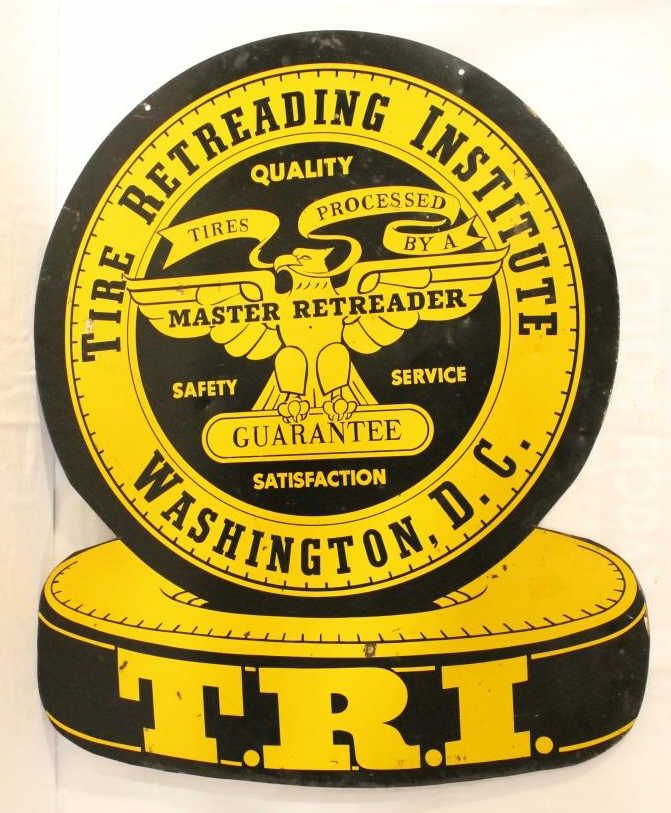 TIRE RETREADING INSTITUTE
QUALITY
TIRES PROCESSED
BY A
MASTER RETREADER
SAFETY SERVICE
GUARANTEE
SATISFACTION
WASHINGTON, D.C.
T.R.I.